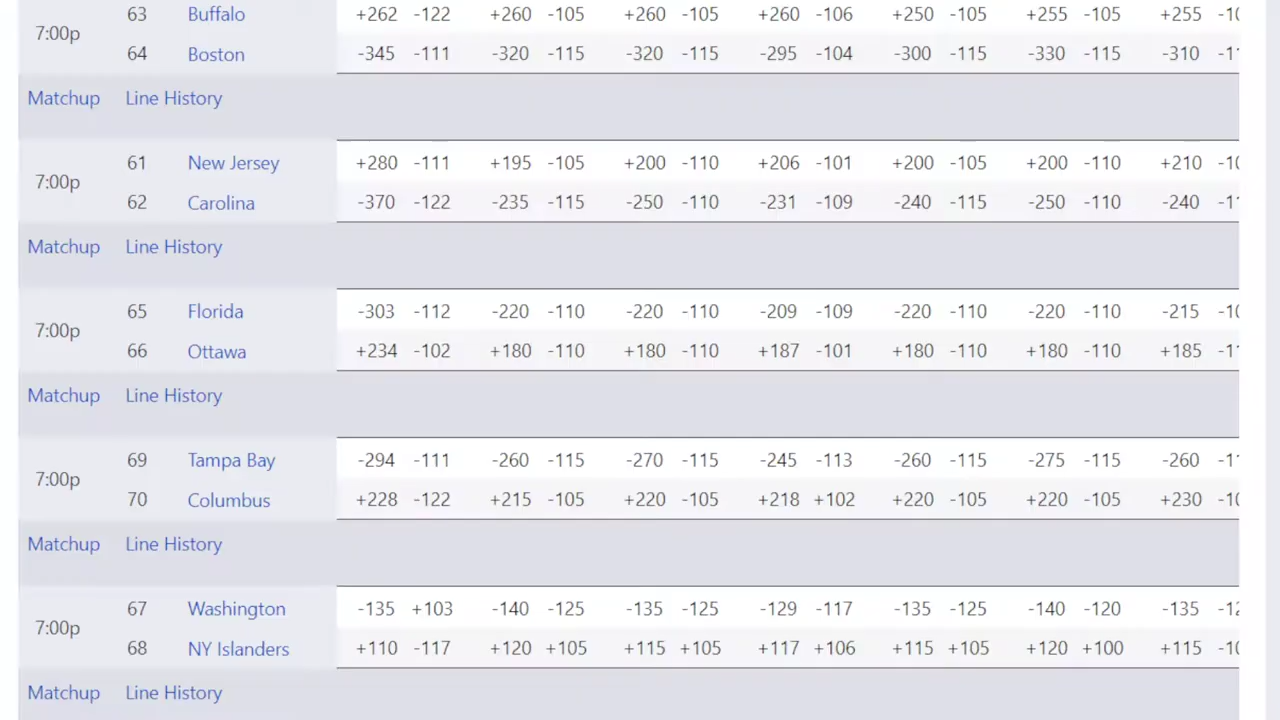 63 Buffalo +262 -122 +260 -105 +260 -105 +260 -106 +250 -105 +255 -105 +255
7:00p
64 Boston -345 -111 -320 -115 -320 -115 -295 -104 -300 -115 -330 -115 -310
Matchup Line History
61 New Jersey +280 -111 +195 -105 +200 -110 +206 -101 +200 -105 +200 -110 +210
7:00p
62 Carolina -370 -122 -235 -115 -250 -110 -231 -109 -240 -115 -250 -110 -240
Matchup Line History
65 Florida -303 -112 -220 -110 -220 -110 -209 -109 -220 -110 -220 -110 -215
7:00p
66 Ottawa +234 -102 +180 -110 +180 -110 +187 -101 +180 -110 +180 -110 +185
Matchup Line History
69 Tampa Bay -294 -111 -260 -115 -270 -115 -245 -113 -260 -115 -275 -115 -260
7:00p
70 Columbus +228 -122 +215 -105 +220 -105 +218 +102 +220 -105 +220 -105 +230
Matchup Line History
67 Washington -135 +103 -140 -125 -135 -125 -129 -117 -135 -125 -140 -120 -135
7:00p
68 NY Islanders +110 -117 +120 +105 +115 +105 +117 +106 +115 +105 +120 +100 +115
Matchup Line History